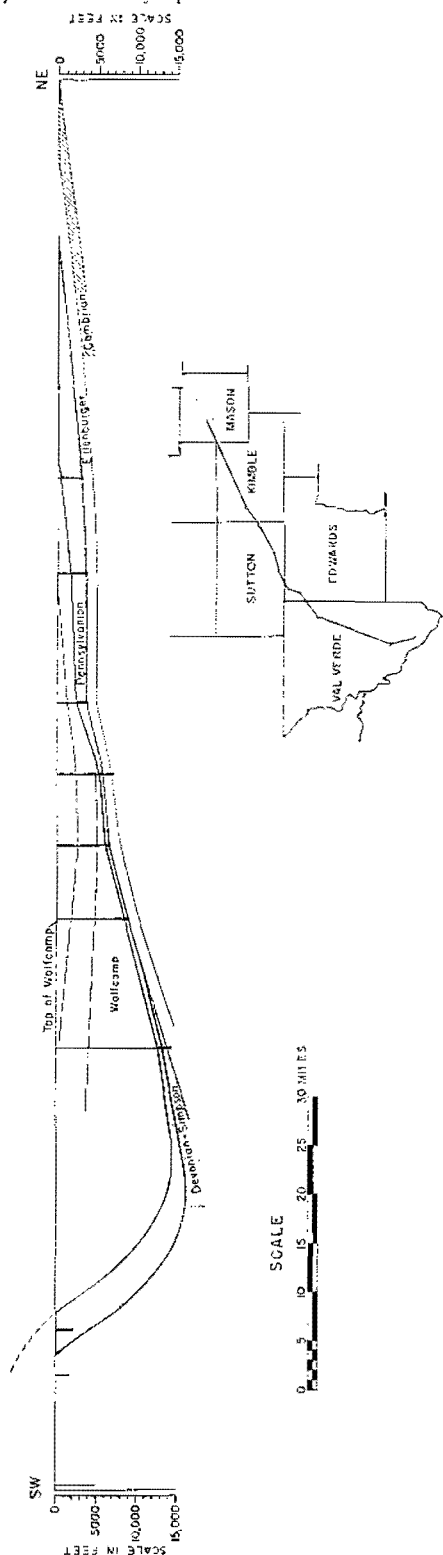 SW
NE
SCALE IN FEET
0
5000
10,000
15,000
Top of Wolfcamp
Wolfcamp
Devonian-Simpson
Pennsylvanian
Ellenburger
Cambrian
SCALE IN FEET
0
5000
10,000
15,000
SCALE
0 5 10 15 20 25 30 MILES
VAL VERDE
SUTTON
EDWARDS
KIMBLE
MASON